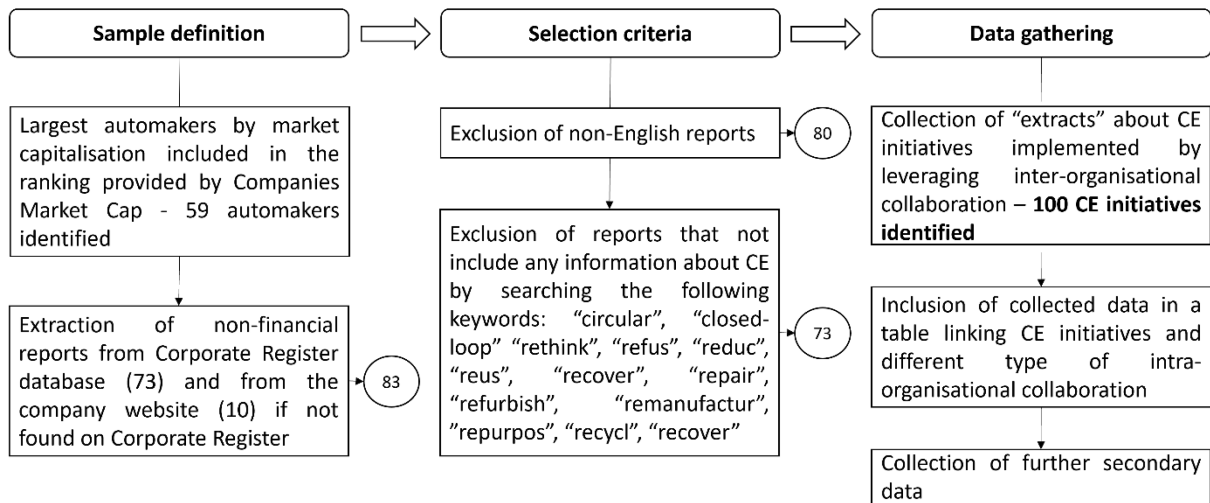 Sample definition
Largest automakers by market
capitalisation included in the
ranking provided by Companies
Market Cap - 59 automakers
identified
Extraction of non-financial
reports from Corporate Register
database (73) and from the
company website (10) if not
found on Corporate Register
83
Selection criteria
Exclusion of non-English reports
80
Exclusion of reports that not
include any information about CE
by searching the following
keywords: “circular”, “closed-
loop” “rethink”, “refus”, “reduc”,
“reus”, “recover”, “repair”,
“refurbish”, “remanufactur”,
”repurpos”, “recycl”, “recover”
73
Data gathering
Collection of “extracts” about CE
initiatives implemented by
leveraging inter-organisational
collaboration – 100 CE initiatives
identified
Inclusion of collected data in a
table linking CE initiatives and
different type of intra-
organisational collaboration
Collection of further secondary
data